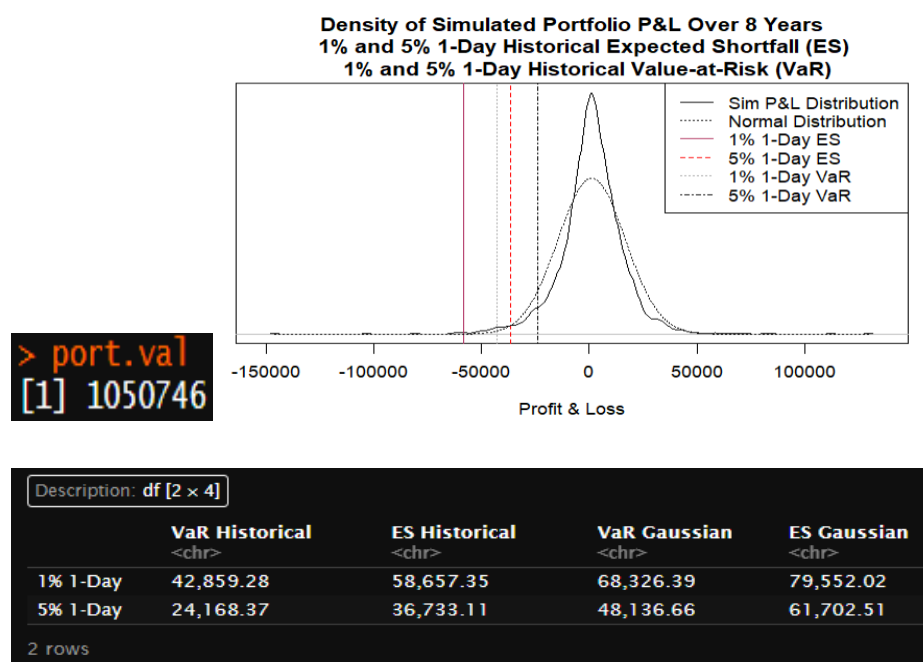 Density of Simulated Portfolio P&L Over 8 Years
1% and 5% 1-Day Historical Expected Shortfall (ES)
1% and 5% 1-Day Historical Value-at-Risk (VaR)
Sim P&L Distribution
Normal Distribution
1% 1-Day ES
5% 1-Day ES
1% 1-Day VaR
5% 1-Day VaR
-150000 -100000 -50000 0 50000 100000
Profit & Loss
> port.val
[1] 1050746
Description: df [2 × 4]
VaR Historical ES Historical VaR Gaussian ES Gaussian
<chr> <chr> <chr> <chr>
1% 1-Day 42,859.28 58,657.35 68,326.39 79,552.02
5% 1-Day 24,168.37 36,733.11 48,136.66 61,702.51
2 rows